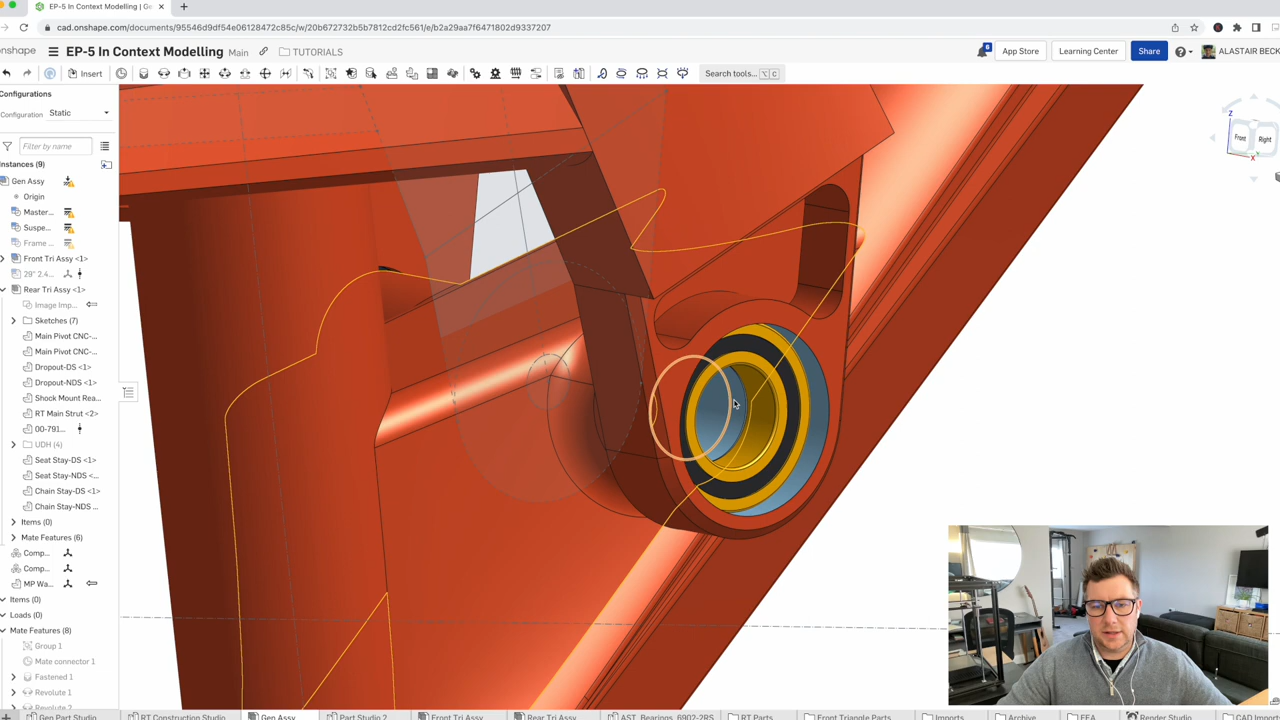 EP-5 In Context Modelling | Ge
cad.onshape.com/documents/95546d9df54e06128472c85c/w/20b672732b5b7812cd2fc561/e/b2a29aa7f6471802d9337207
onshape
EP-5 In Context Modelling
Main
TUTORIALS
8
App Store
Learning Center
Share
ALASTAIR BECK
Insert
Search tools...
C
Configurations
Configuration
Static
Filter by name
Instances (9)
Gen Assy
Origin
Master...
Suspe...
Frame ...
Front Tri Assy <1>
29" 2.4...
Rear Tri Assy <1>
Image Imp...
Sketches (7)
Main Pivot CNC-...
Main Pivot CNC-...
Dropout-DS <1>
Dropout-NDS <1>
Shock Mount Rea...
RT Main Strut <2>
00-791...
UDH (4)
Seat Stay-DS <1>
Seat Stay-NDS <...
Chain Stay-DS <1>
Chain Stay-NDS ...
Items (0)
Mate Features (6)
Comp...
Comp...
MP Wa...
Items (0)
Loads (0)
Mate Features (8)
Group 1
Mate connector 1
Fastened 1
Revolute 1
Revolute 2
Z
Front
Right
X
Gen Part Studio
RT Construction Studio
Gen Assy
Part Studio 2
Front Tri Assy
Rear Tri Assy
AST_Bearings_6902-2RS
RT Parts
Front Triangle Parts
Imports
Archive
FEA
Render Studio
CAD Import